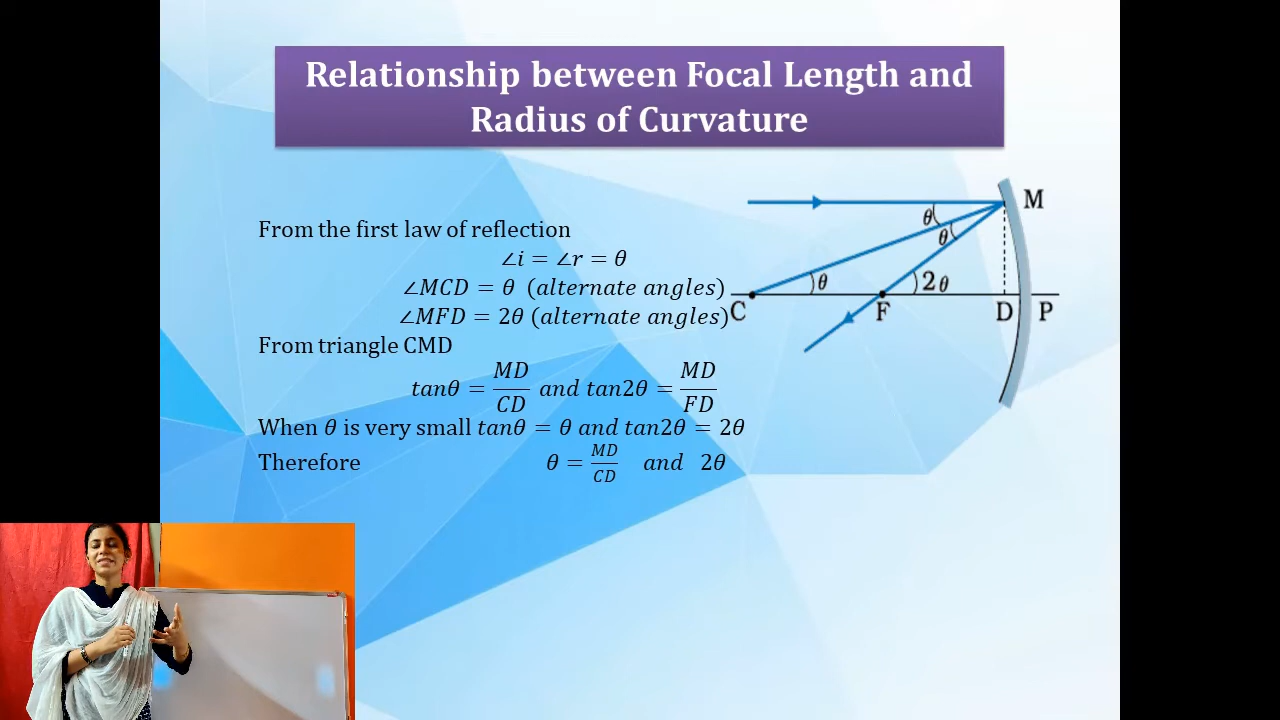 Relationship between Focal Length and
Radius of Curvature
From the first law of reflection
∠i = ∠r = θ
∠MCD = θ (alternate angles)
∠MFD = 2θ (alternate angles)
From triangle CMD
tanθ = MD/CD and tan2θ = MD/FD
When θ is very small tanθ = θ and tan2θ = 2θ
Therefore θ = MD/CD and 2θ
M
θ
θ
θ
2θ
C
F
D
P